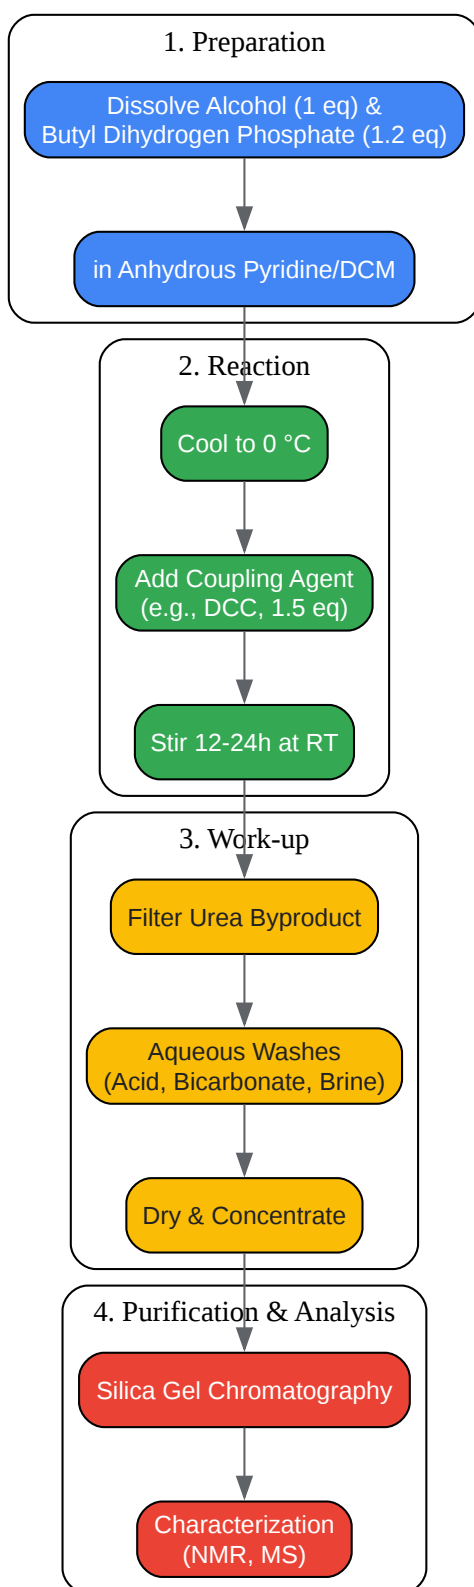 1. Preparation
Dissolve Alcohol (1 eq) &
Butyl Dihydrogen Phosphate (1.2 eq)
in Anhydrous Pyridine/DCM
2. Reaction
Cool to 0 °C
Add Coupling Agent
(e.g., DCC, 1.5 eq)
Stir 12-24h at RT
3. Work-up
Filter Urea Byproduct
Aqueous Washes
(Acid, Bicarbonate, Brine)
Dry & Concentrate
4. Purification & Analysis
Silica Gel Chromatography
Characterization
(NMR, MS)